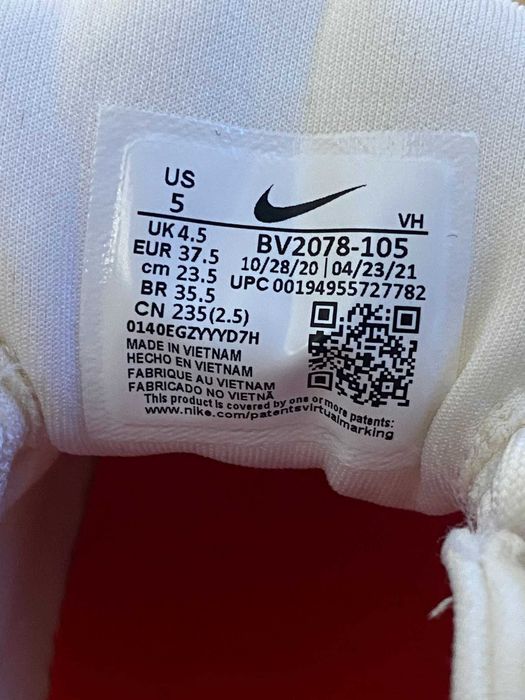 US
5
VH
UK 4.5
EUR 37.5
cm 23.5
BR 35.5
CN 235(2.5)
BV2078-105
10/28/20 | 04/23/21
UPC 00194955727782
0140EGZYYYD7H
MADE IN VIETNAM
HECHO EN VIETNAM
FABRIQUE AU VIETNAM
FABRICADO NO VIETNÃ
This product is covered by one or more patents:
www.nike.com/patentsvirtualmarking